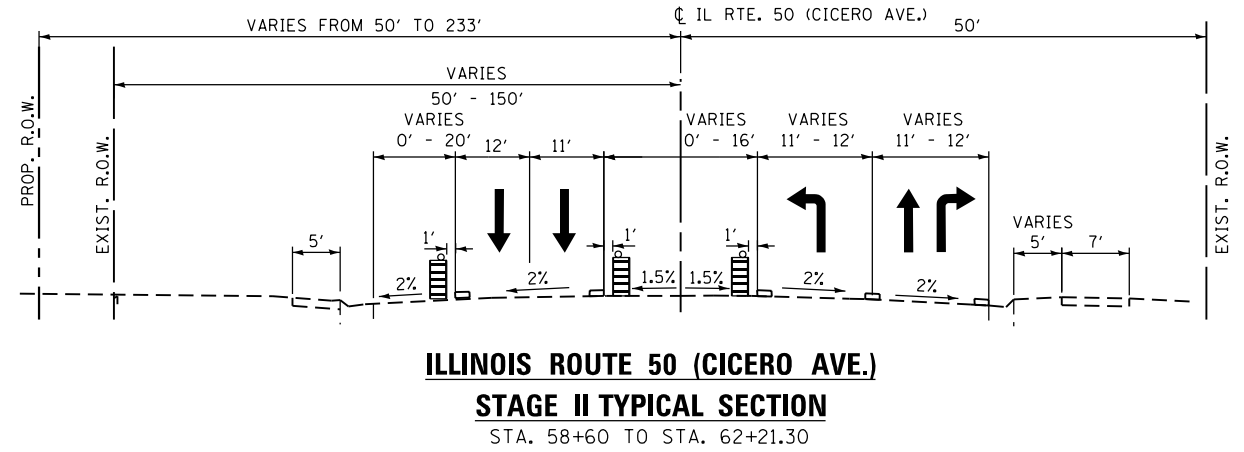 ℄ IL RTE. 50 (CICERO AVE.)
VARIES FROM 50' TO 233'
50'
VARIES
50' - 150'
VARIES
0' - 20'
12'
11'
VARIES
0' - 16'
VARIES
11' - 12'
VARIES
11' - 12'
PROP. R.O.W.
EXIST. R.O.W.
EXIST. R.O.W.
5'
1'
1'
1'
VARIES
5'
7'
2%
2%
1.5%
1.5%
2%
2%
ILLINOIS ROUTE 50 (CICERO AVE.)
STAGE II TYPICAL SECTION
STA. 58+60 TO STA. 62+21.30